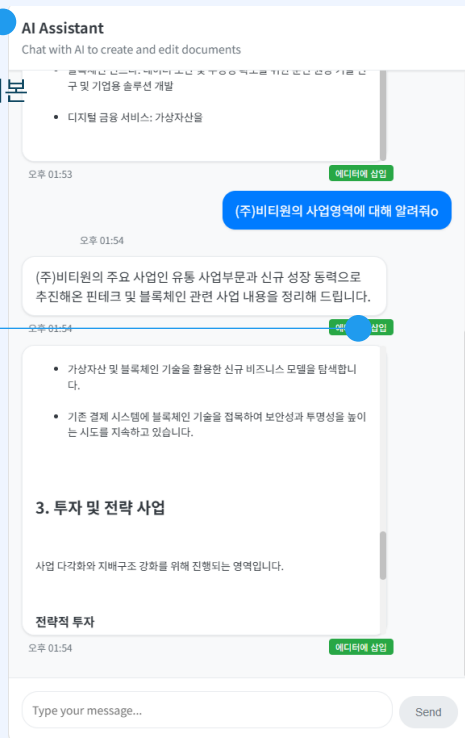 AI Assistant
Chat with AI to create and edit documents
본
구 및 기업용 솔루션 개발
• 디지털 금융 서비스: 가상자산을
오후 01:53
에디터에 삽입
(주)비티원의 사업영역에 대해 알려줘o
오후 01:54
(주)비티원의 주요 사업인 유통 사업부문과 신규 성장 동력으로
추진해온 핀테크 및 블록체인 관련 사업 내용을 정리해 드립니다.
오후 01:54
삽입
• 가상자산 및 블록체인 기술을 활용한 신규 비즈니스 모델을 탐색합니
다.
• 기존 결제 시스템에 블록체인 기술을 접목하여 보안성과 투명성을 높이
는 시도를 지속하고 있습니다.
3. 투자 및 전략 사업
사업 다각화와 지배구조 강화를 위해 진행되는 영역입니다.
전략적 투자
오후 01:54
에디터에 삽입
Type your message...
Send